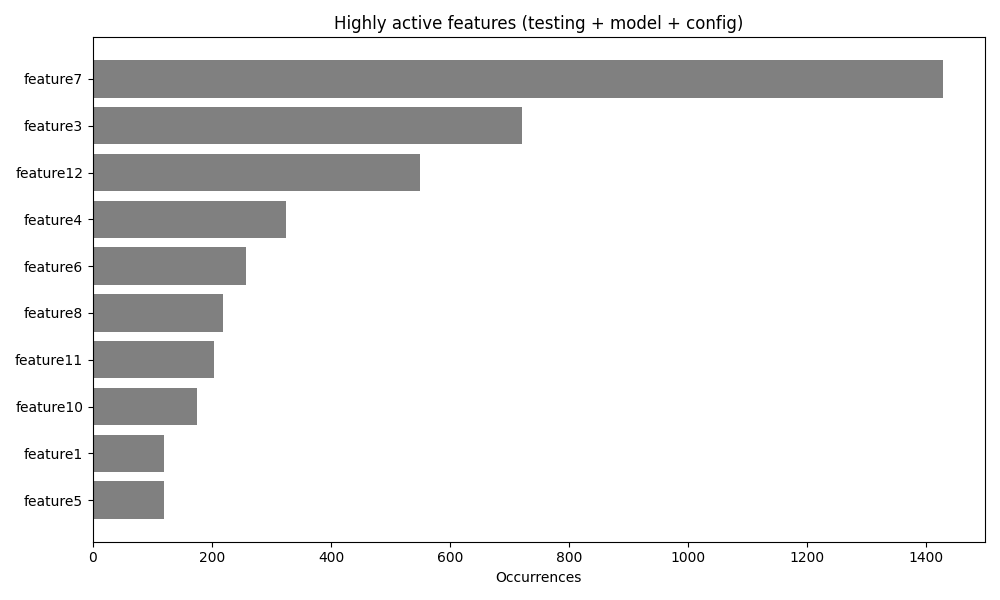 Highly active features (testing + model + config)
feature7
feature3
feature12
feature4
feature6
feature8
feature11
feature10
feature1
feature5
0 200 400 600 800 1000 1200 1400
Occurrences